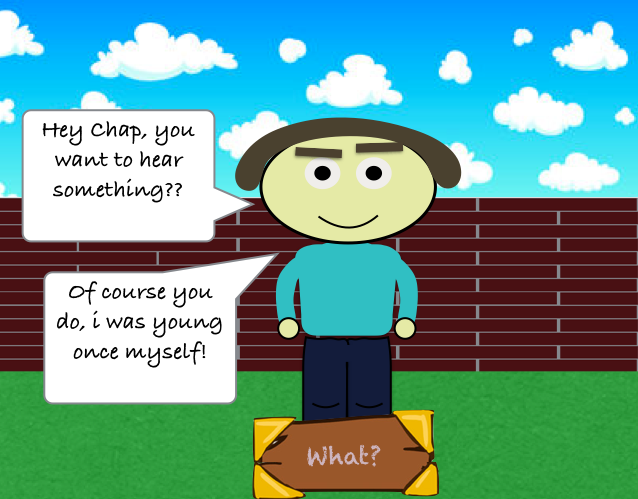 Hey Chap, you
want to hear
something??
Of course you
do, i was young
once myself!
What?